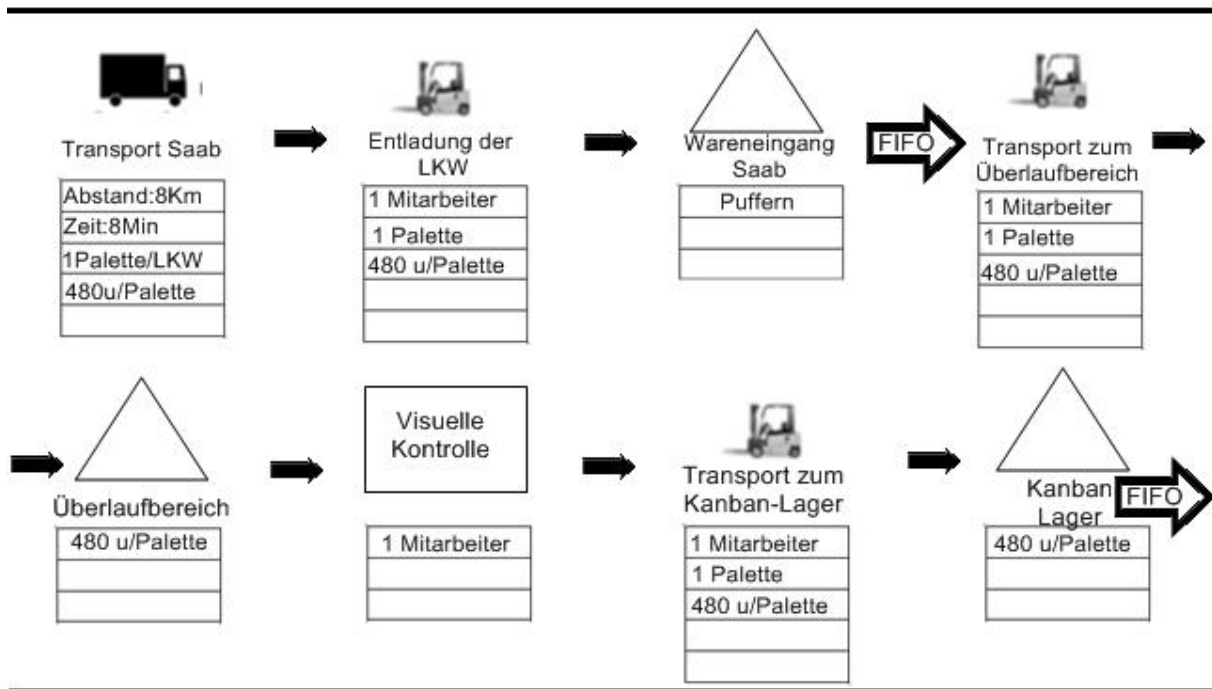 Transport Saab
Abstand:8Km
Zeit:8Min
1Palette/LKW
480u/Palette
Entladung der
LKW
1 Mitarbeiter
1 Palette
480 u/Palette
Wareneingang
Saab
Puffern
FIFO
Transport zum
Überlaufbereich
1 Mitarbeiter
1 Palette
480 u/Palette
Überlaufbereich
480 u/Palette
Visuelle
Kontrolle
1 Mitarbeiter
Transport zum
Kanban-Lager
1 Mitarbeiter
1 Palette
480 u/Palette
Kanban
Lager
480 u/Palette
FIFO